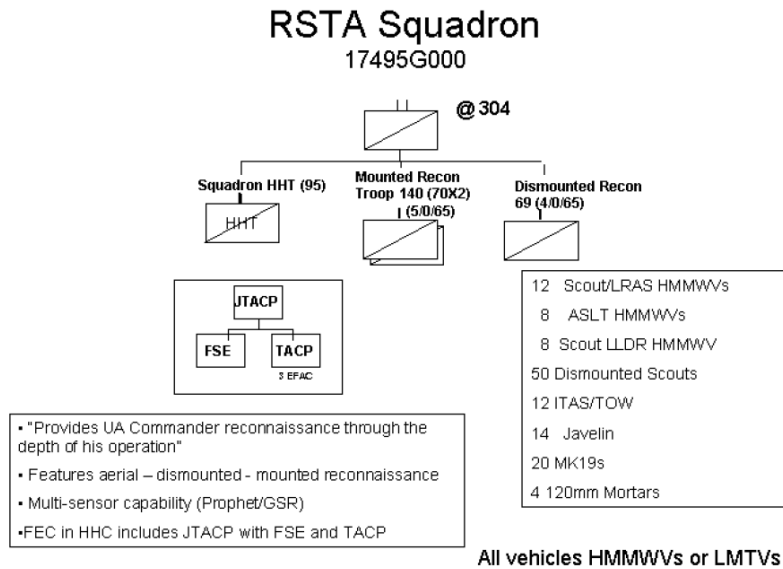 RSTA Squadron
17495G000
@ 304
Squadron HHT (95)
HHT
Mounted Recon
Troop 140 (70X2)
(5/0/65)
Dismounted Recon
69 (4/0/65)
JTACP
FSE
TACP
3 EFAC
12 Scout/LRAS HMMWVs
8 ASLT HMMWVs
8 Scout LLDR HMMWV
50 Dismounted Scouts
12 ITAS/TOW
14 Javelin
20 MK19s
4 120mm Mortars
• "Provides UA Commander reconnaissance through the
depth of his operation"
• Features aerial – dismounted - mounted reconnaissance
• Multi-sensor capability (Prophet/GSR)
•FEC in HHC includes JTACP with FSE and TACP
All vehicles HMMWVs or LMTVs